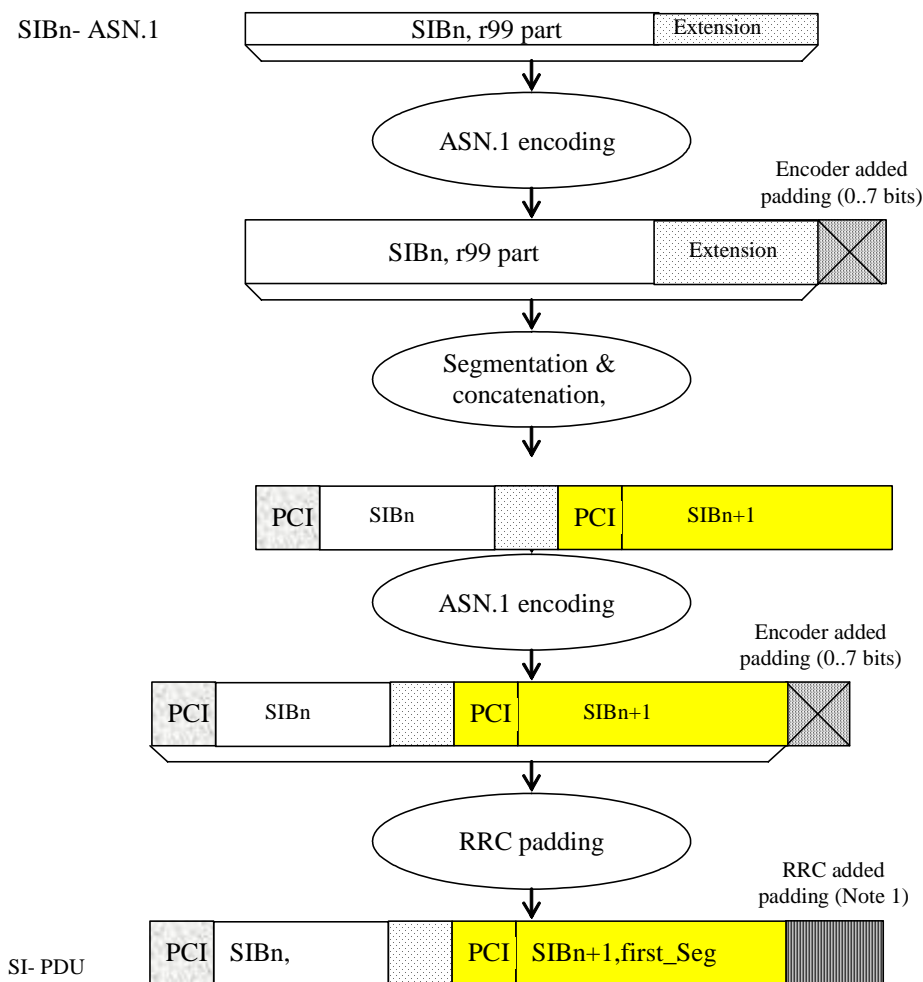 SIBn- ASN.1
SIBn, r99 part
Extension
ASN.1 encoding
Encoder added
padding (0..7 bits)
SIBn, r99 part
Extension
Segmentation &
concatenation,
PCI
SIBn
PCI
SIBn+1
ASN.1 encoding
Encoder added
padding (0..7 bits)
PCI
SIBn
PCI
SIBn+1
RRC padding
RRC added
padding (Note 1)
SI- PDU
PCI
SIBn,
PCI
SIBn+1,first_Seg